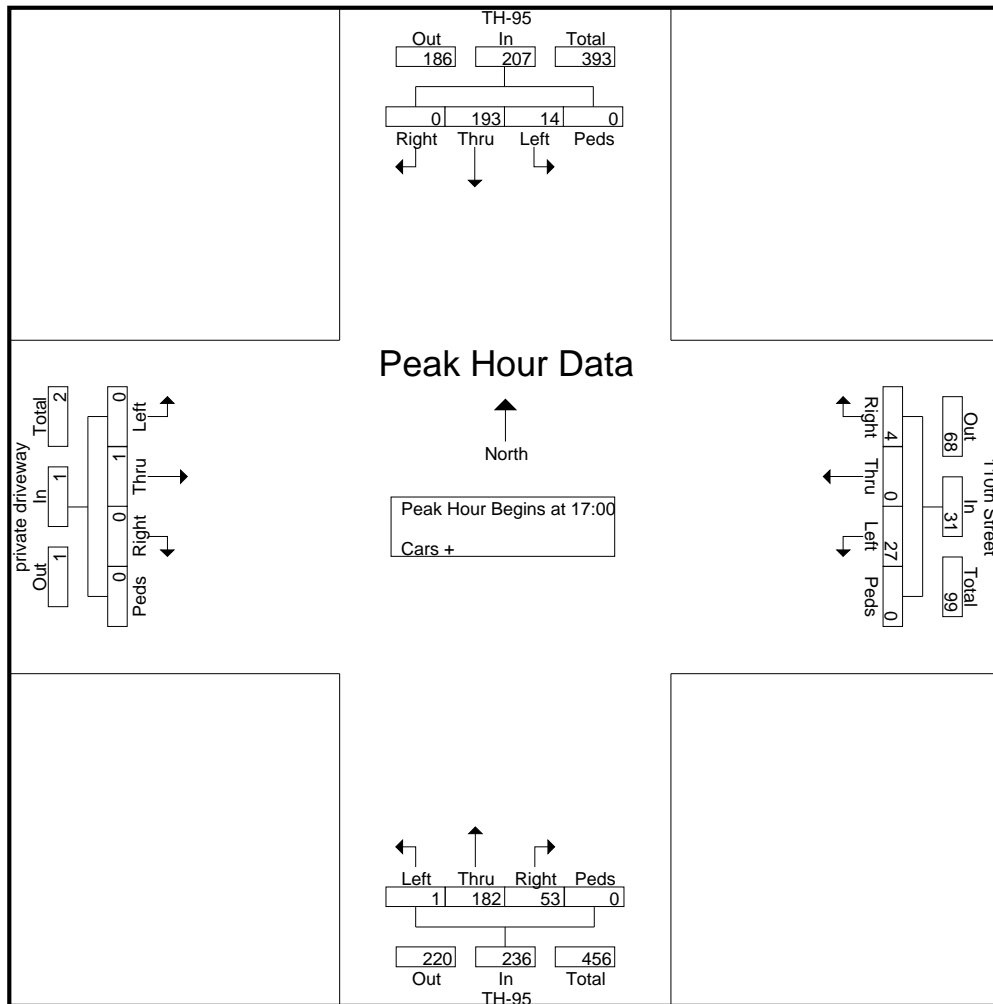 TH-95
Out In Total
186 207 393
0 193 14 0
Right Thru Left Peds
Peak Hour Data
North
Peak Hour Begins at 17:00
Cars +
private driveway
Out In Total
1 1 2
Left Thru Right Peds
0 1 0 0
Right Thru Left Peds
4 0 27 0
Out In Total
68 31 99
110th Street
Left Thru Right Peds
1 182 53 0
220 236 456
Out In Total
TH-95